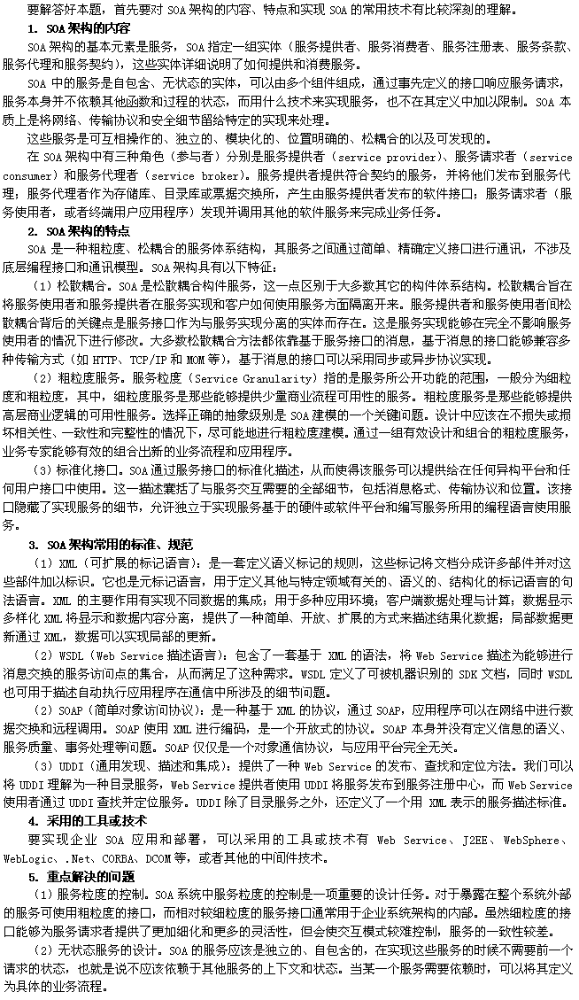 要解答好本题，首先要对 SOA 架构的内容、特点和实现 SOA 的常用技术有比较深刻的理解。
1. SOA 架构的内容
SOA 架构的基本元素是服务，SOA 指定一组实体（服务提供者、服务消费者、服务注册表、服务条款、
服务代理和服务契约），这些实体详细说明了如何提供和消费服务。
SOA 中的服务是自包含、无状态的实体，可以由多个组件组成，通过事先定义的接口响应服务请求，
服务本身并不依赖其他函数和过程的状态，而用什么技术来实现服务，也不在其定义中加以限制。SOA 本
质上是将网络、传输协议和安全细节留给特定的实现来处理。
这些服务是可互相操作的、独立的、模块化的、位置明确的、松耦合的以及可发现的。
在 SOA 架构中有三种角色（参与者）分别是服务提供者（service provider）、服务请求者（service
consumer）和服务代理者（service broker）。服务提供者提供符合契约的服务，并将他们发布到服务代
理；服务代理者作为存储库、目录库或票据交换所，产生由服务提供者发布的软件接口；服务请求者（服
务使用者，或者终端用户应用程序）发现并调用其他的软件服务来完成业务任务。
2. SOA 架构的特点
SOA 是一种粗粒度、松耦合的服务体系结构，其服务之间通过简单、精确定义接口进行通讯，不涉及
底层编程接口和通讯模型。SOA 架构具有以下特征：
（1）松散耦合。SOA 是松散耦合构件服务，这一点区别于大多数其它的构件体系结构。松散耦合旨在
将服务使用者和服务提供者在服务实现和客户如何使用服务方面隔离开来。服务提供者和服务使用者间松
散耦合背后的关键点是服务接口作为与服务实现分离的实体而存在。这是服务实现能够在完全不影响服务
使用者的情况下进行修改。大多数松散耦合方法都依靠基于服务接口的消息，基于消息的接口能够兼容多
种传输方式（如 HTTP、TCP/IP 和 MOM 等），基于消息的接口可以采用同步或异步协议实现。
（2）粗粒度服务。服务粒度（Service Granularity）指的是服务所公开功能的范围，一般分为细粒
度和粗粒度，其中，细粒度服务是那些能够提供少量商业流程可用性的服务。粗粒度服务是那些能够提供
高层商业逻辑的可用性服务。选择正确的抽象级别是 SOA 建模的一个关键问题。设计中应该在不损失或损
坏相关性、一致性和完整性的情况下，尽可能地进行粗粒度建模。通过一组有效设计和组合的粗粒度服务，
业务专家能够有效的组合出新的业务流程和应用程序。
（3）标准化接口。SOA 通过服务接口的标准化描述，从而使得该服务可以提供给在任何异构平台和任
何用户接口中使用。这一描述囊括了与服务交互需要的全部细节，包括消息格式、传输协议和位置。该接
口隐藏了实现服务的细节，允许独立于实现服务基于的硬件或软件平台和编写服务所用的编程语言使用服
务。
3. SOA 架构常用的标准、规范
（1）XML（可扩展的标记语言）：是一套定义语义标记的规则，这些标记将文档分成许多部件并对这
些部件加以标识。它也是元标记语言，用于定义其他与特定领域有关的、语义的、结构化的标记语言的句
法语言。XML 的主要作用有实现不同数据的集成；用于多种应用环境；客户端数据处理与计算；数据显示
多样化 XML 将显示和数据内容分离，提供了一种简单、开放、扩展的方式来描述结果化数据；局部数据更
新通过 XML，数据可以实现局部的更新。
（2）WSDL（Web Service 描述语言）：包含了一套基于 XML 的语法，将 Web Service 描述为能够进行
消息交换的服务访问点的集合，从而满足了这种需求。WSDL 定义了可被机器识别的 SDK 文档，同时 WSDL
也可用于描述自动执行应用程序在通信中所涉及的细节问题。
（2）SOAP（简单对象访问协议）：是一种基于 XML 的协议，通过 SOAP，应用程序可以在网络中进行数
据交换和远程调用。SOAP 使用 XML 进行编码，是一个开放式的协议。SOAP 本身并没有定义信息的语义、
服务质量、事务处理等问题。SOAP 仅仅是一个对象通信协议，与应用平台完全无关。
（3）UDDI（通用发现、描述和集成）：提供了一种 Web Service 的发布、查找和定位方法。我们可以
将 UDDI 理解为一种目录服务，Web Service 提供者使用 UDDI 将服务发布到服务注册中心，而 Web Service
使用者通过 UDDI 查找并定位服务。UDDI 除了目录服务之外，还定义了一个用 XML 表示的服务描述标准。
4. 采用的工具或技术
要实现企业 SOA 应用和部署，可以采用的工具或技术有 Web Service、J2EE、WebSphere、
WebLogic、.Net、CORBA、DCOM 等，或者其他的中间件技术。
5. 重点解决的问题
（1）服务粒度的控制。SOA 系统中服务粒度的控制是一项重要的设计任务。对于暴露在整个系统外部
的服务可使用粗粒度的接口，而相对较细粒度的服务接口通常用于企业系统架构的内部。虽然细粒度的接
口能够为服务请求者提供了更加细化和更多的灵活性，但会使交互模式较难控制，服务的一致性较差。
（2）无状态服务的设计。SOA 的服务应该是独立的、自包含的，在实现这些服务的时候不需要前一个
请求的状态，也就是说不应该依赖于其他服务的上下文和状态。当某一个服务需要依赖时，可以将其定义
为具体的业务流程。